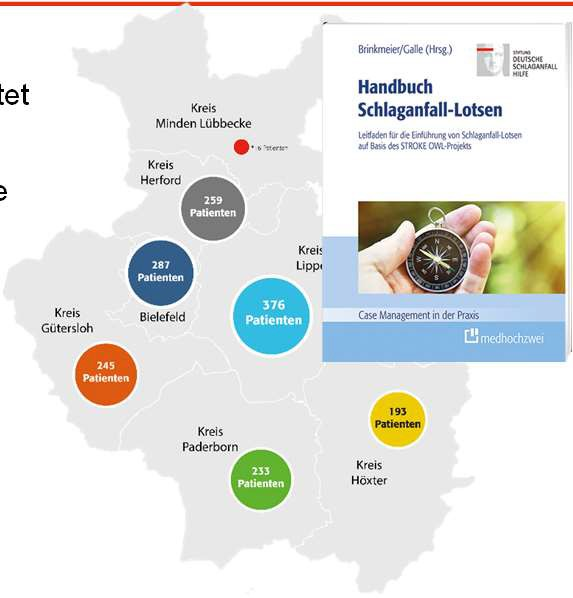 tet
e
Kreis
Minden Lübbecke
Kreis
Herford
259
Patienten
287
Patienten
Bielefeld
Kreis
Lippe
376
Patienten
Kreis
Gütersloh
245
Patienten
Kreis
Paderborn
233
Patienten
193
Patienten
Kreis
Höxter
Brinkmeier/Galle (Hrsg.)
STIFTUNG
DEUTSCHE
SCHLAGANFALL
HILFE
Handbuch
Schlaganfall-Lotsen
Leitfaden für die Einführung von Schlaganfall-Lotsen
auf Basis des STROKE OWL-Projekts
Case Management in der Praxis
medhochzwei